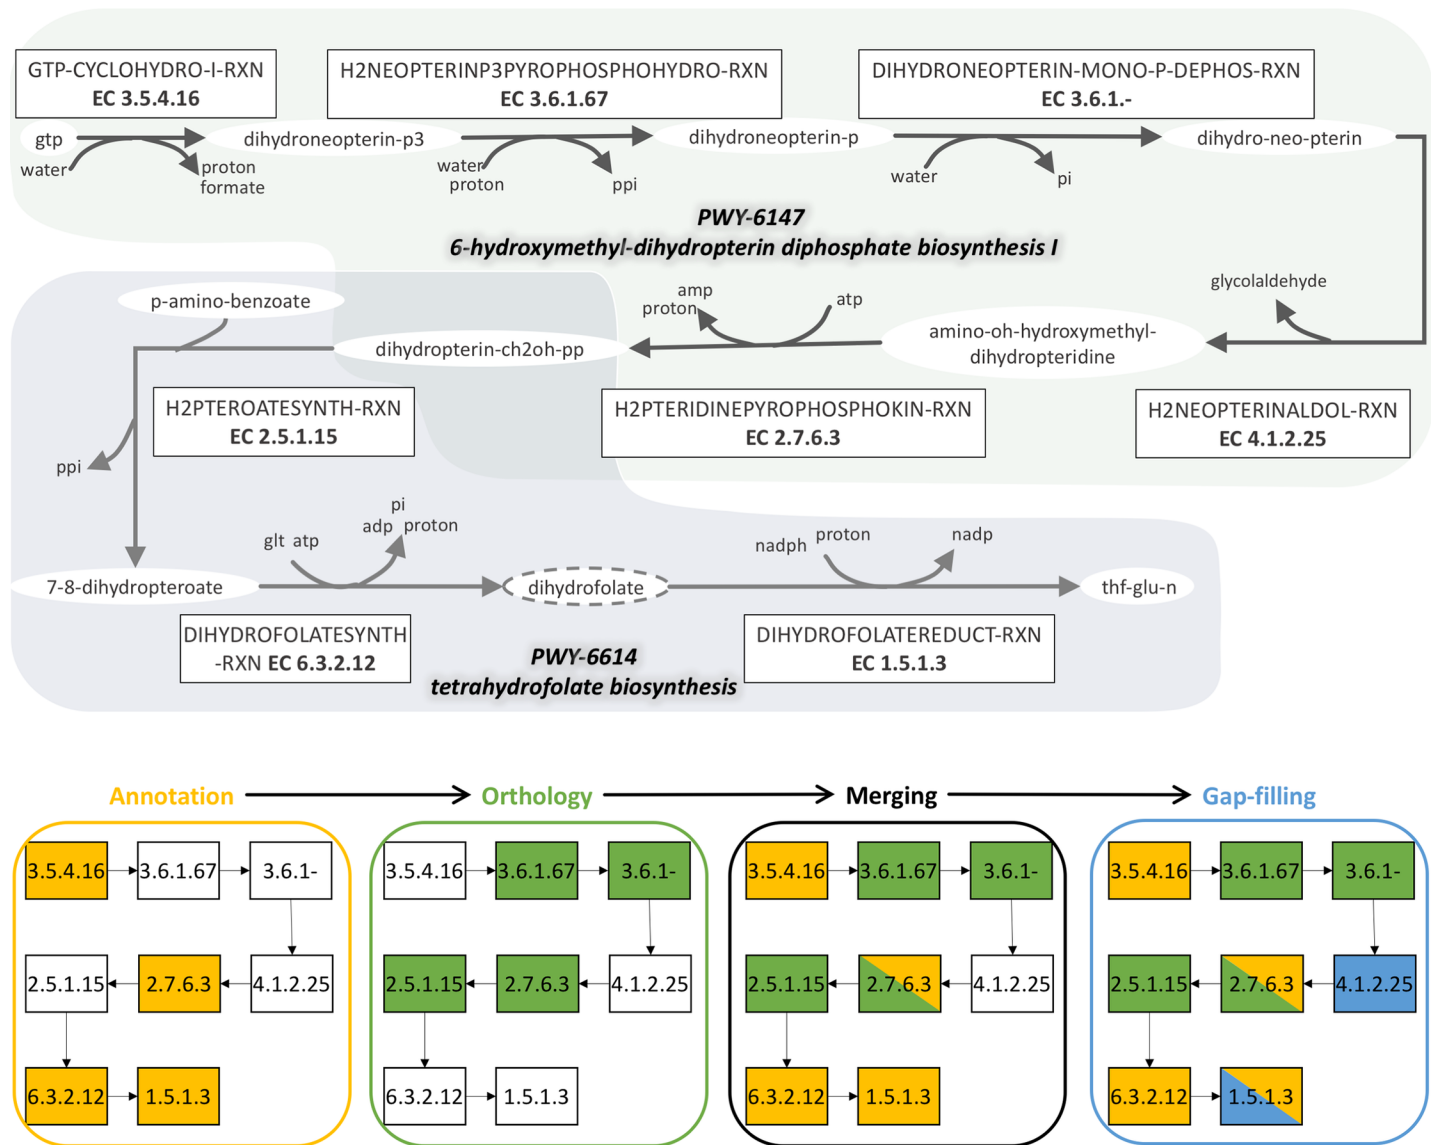 GTP-CYCLOHYDRO-I-RXN
EC 3.5.4.16
H2NEOPTERINP3PYROPHOSPHOHYDRO-RXN
EC 3.6.1.67
DIHYDRONEOPTERIN-MONO-P-DEPHOS-RXN
EC 3.6.1.-
gtp
dihydroneopterin-p3
dihydroneopterin-p
dihydro-neo-pterin
water
proton
formate
water
proton
ppi
water
pi
PWY-6147
6-hydroxymethyl-dihydropterin diphosphate biosynthesis I
p-amino-benzoate
amp
proton
atp
glycolaldehyde
dihydropterin-ch2oh-pp
amino-oh-hydroxymethyl-
dihydropteridine
H2PTEROATESYNTH-RXN
EC 2.5.1.15
H2PTERIDINEPYROPHOSPHOKIN-RXN
EC 2.7.6.3
H2NEOPTERINALDOL-RXN
EC 4.1.2.25
ppi
glt atp
pi
adp proton
nadph
proton
nadp
7-8-dihydropteroate
dihydrofolate
thf-glu-n
DIHYDROFOLATESYNTH
-RXN EC 6.3.2.12
DIHYDROFOLATEREDUCT-RXN
EC 1.5.1.3
PWY-6614
tetrahydrofolate biosynthesis
Annotation
Orthology
Merging
Gap-filling
3.5.4.16
3.6.1.67
3.6.1-
2.5.1.15
2.7.6.3
4.1.2.25
6.3.2.12
1.5.1.3
3.5.4.16
3.6.1.67
3.6.1-
2.5.1.15
2.7.6.3
4.1.2.25
6.3.2.12
1.5.1.3
3.5.4.16
3.6.1.67
3.6.1-
2.5.1.15
2.7.6.3
4.1.2.25
6.3.2.12
1.5.1.3
3.5.4.16
3.6.1.67
3.6.1-
2.5.1.15
2.7.6.3
4.1.2.25
6.3.2.12
1.5.1.3